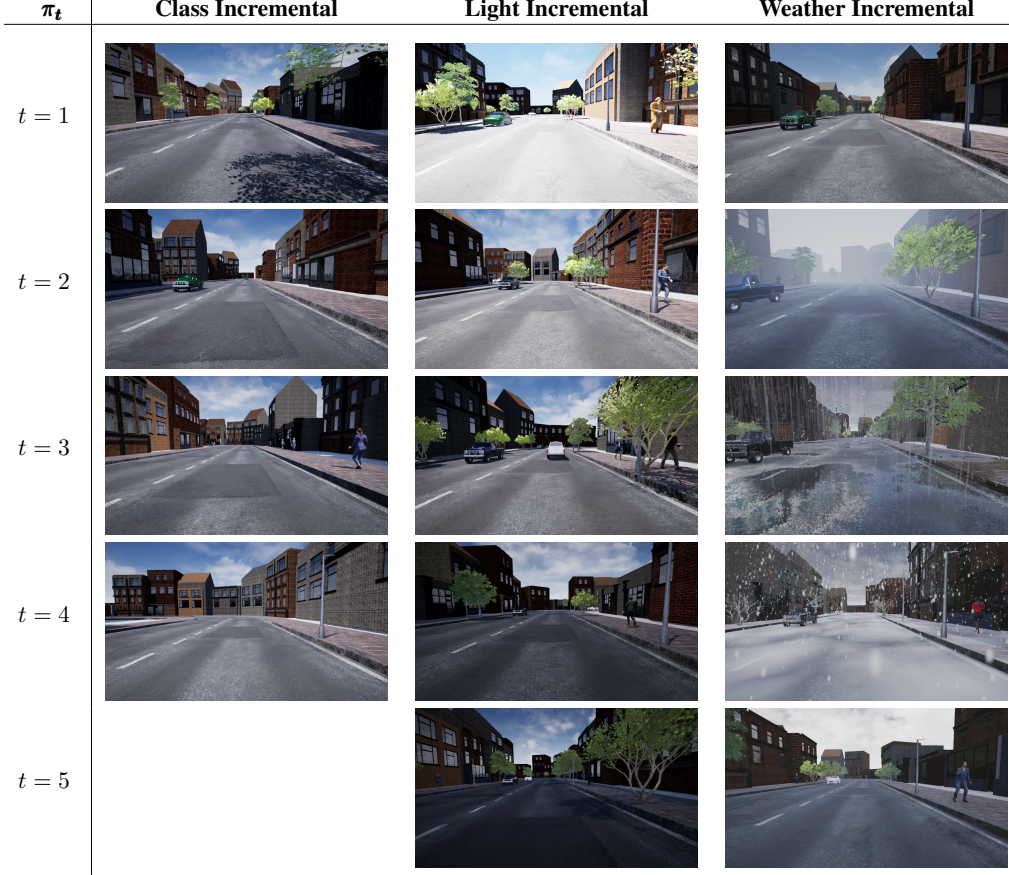 π_t Class Incremental Light Incremental Weather Incremental
t = 1
t = 2
t = 3
t = 4
t = 5